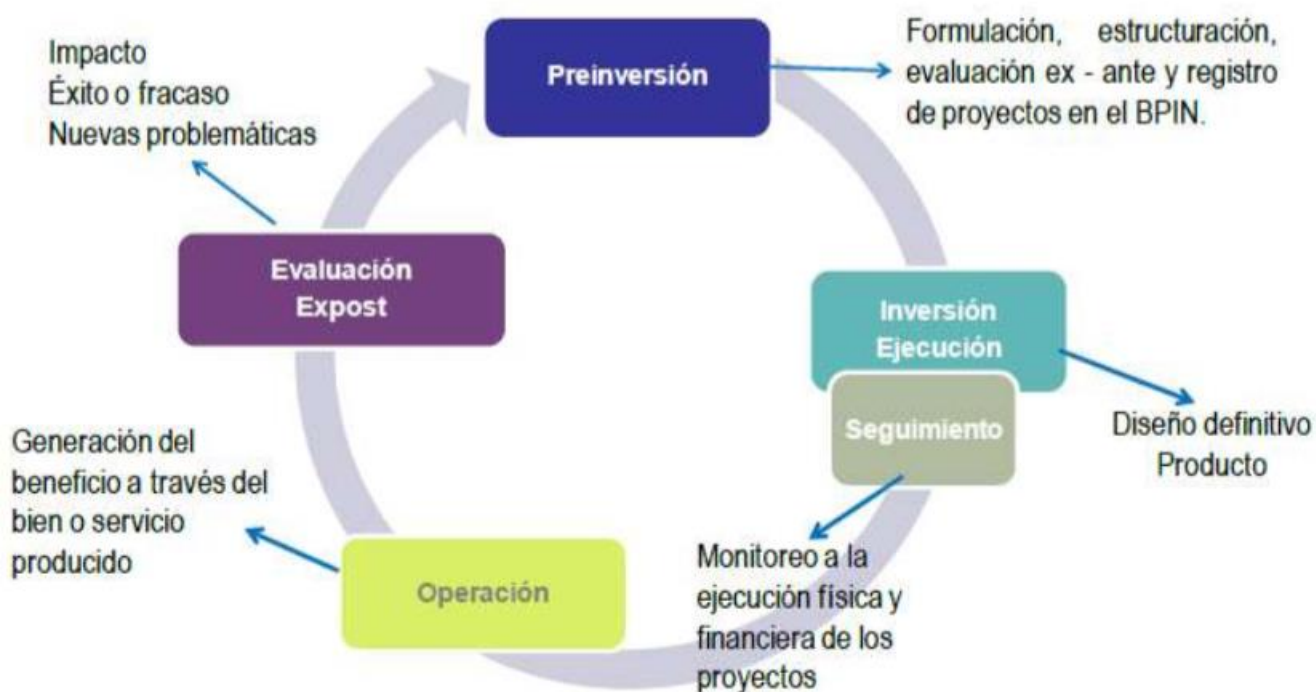 Impacto
Éxito o fracaso
Nuevas problemáticas
Preinversión
Formulación, estructuración,
evaluación ex - ante y registro
de proyectos en el BPIN.
Evaluación
Expost
Inversión
Ejecución
Seguimiento
Diseño definitivo
Producto
Generación del
beneficio a través del
bien o servicio
producido
Operación
Monitoreo a la
ejecución física y
financiera de los
proyectos